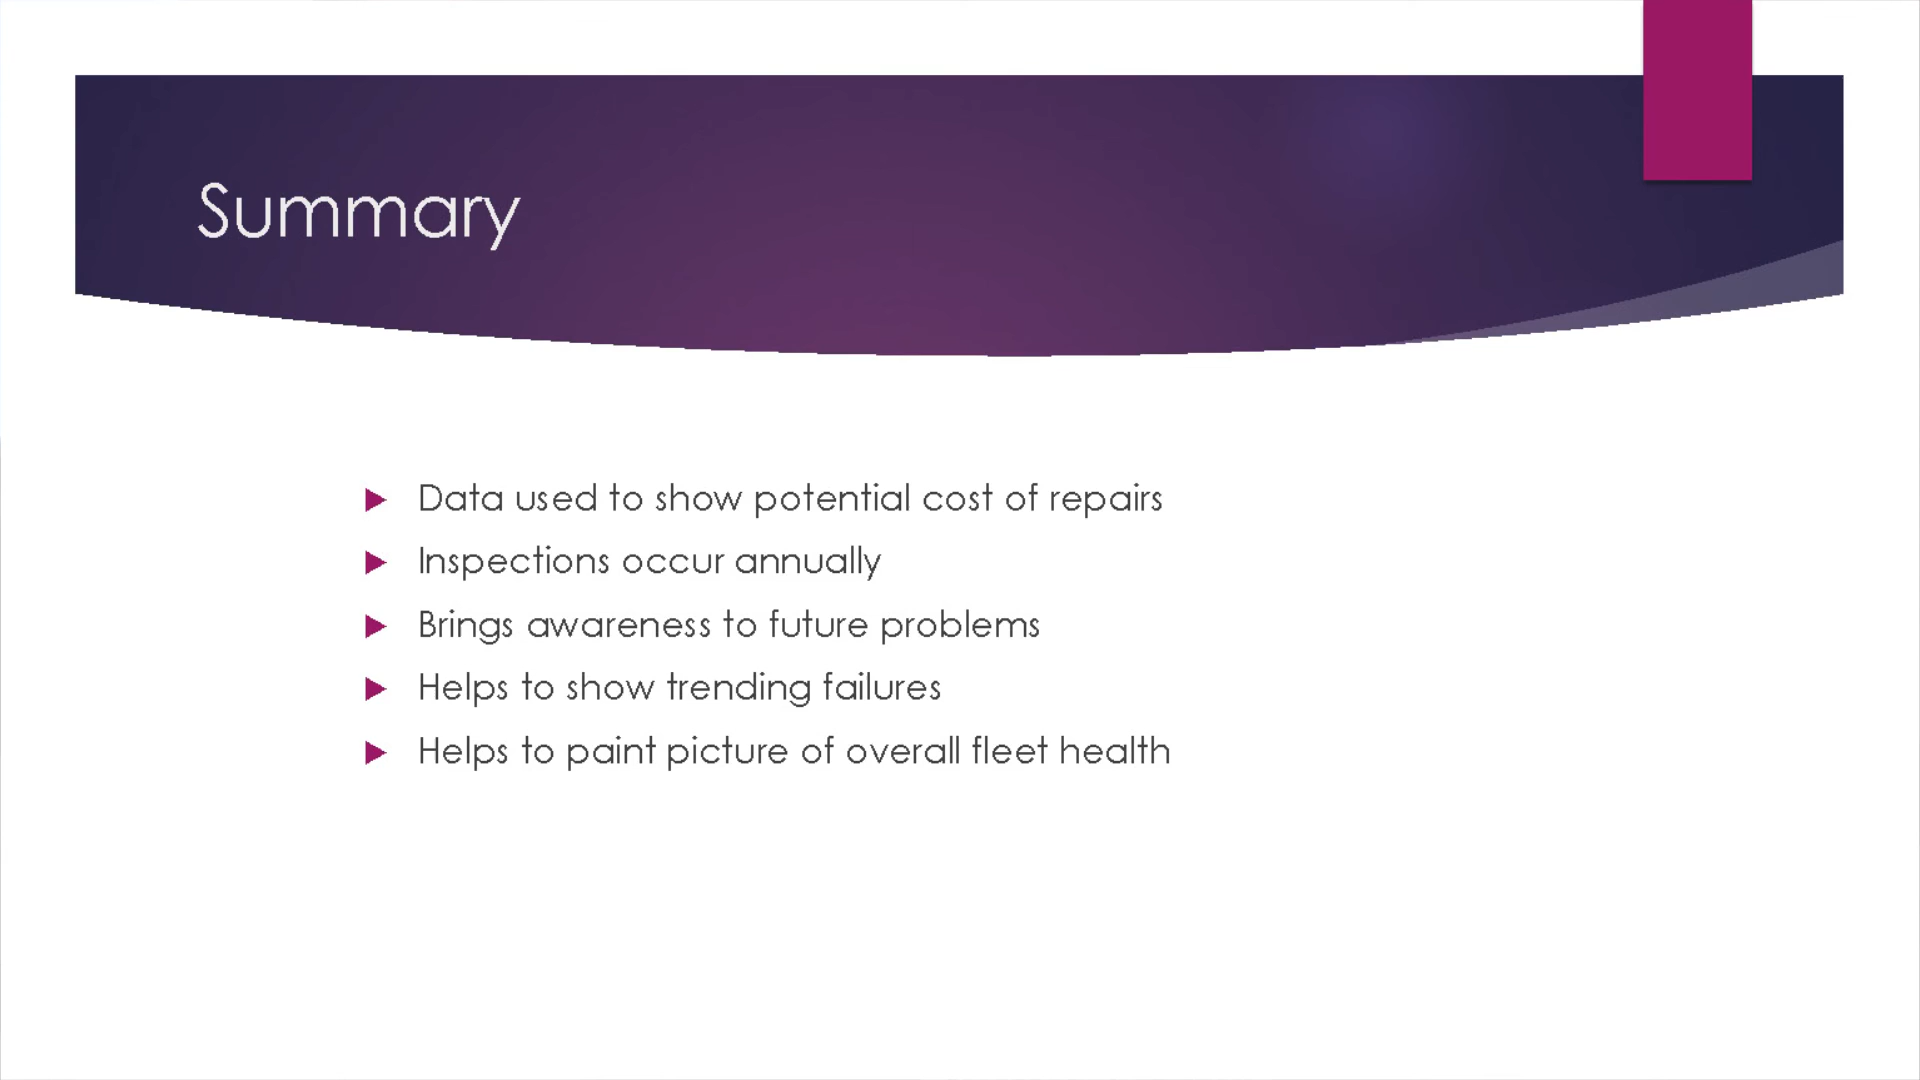 Summary
Data used to show potential cost of repairs
Inspections occur annually
Brings awareness to future problems
Helps to show trending failures
Helps to paint picture of overall fleet health